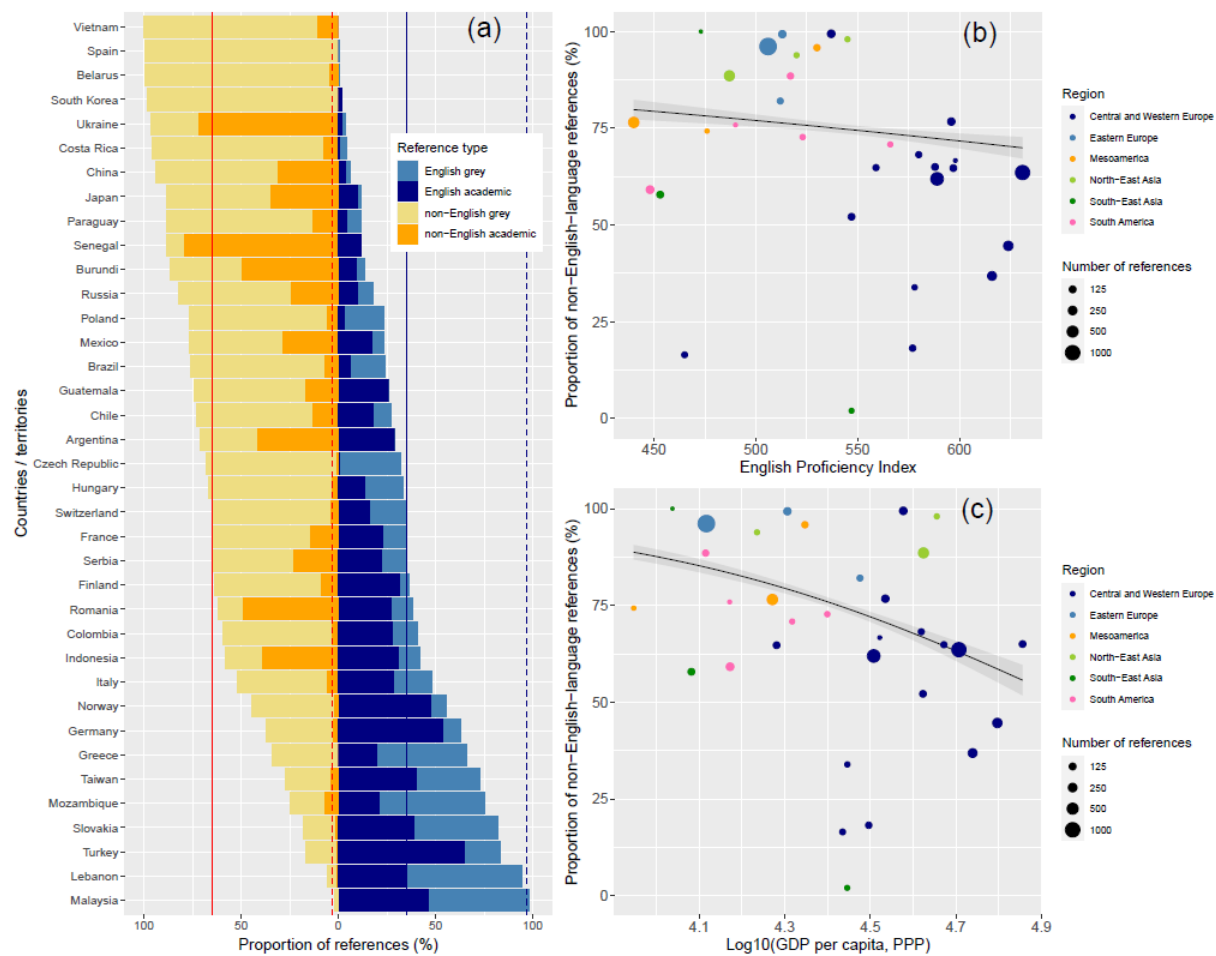 (a)
Countries / territories
Vietnam
Spain
Belarus
South Korea
Ukraine
Costa Rica
China
Japan
Paraguay
Senegal
Burundi
Russia
Poland
Mexico
Brazil
Guatemala
Chile
Argentina
Czech Republic
Hungary
Switzerland
France
Serbia
Finland
Romania
Colombia
Indonesia
Italy
Norway
Germany
Greece
Taiwan
Mozambique
Slovakia
Turkey
Lebanon
Malaysia
Reference type
English grey
English academic
non-English grey
non-English academic
100 50 0 50 100
Proportion of references (%)
(b)
Proportion of non-English-language references (%)
100
75
50
25
0
450 500 550 600
English Proficiency Index
Region
Central and Western Europe
Eastern Europe
Mesoamerica
North-East Asia
South-East Asia
South America
Number of references
125
250
500
1000
(c)
Proportion of non-English-language references (%)
100
75
50
25
0
4.1 4.3 4.5 4.7 4.9
Log10(GDP per capita, PPP)
Region
Central and Western Europe
Eastern Europe
Mesoamerica
North-East Asia
South-East Asia
South America
Number of references
125
250
500
1000